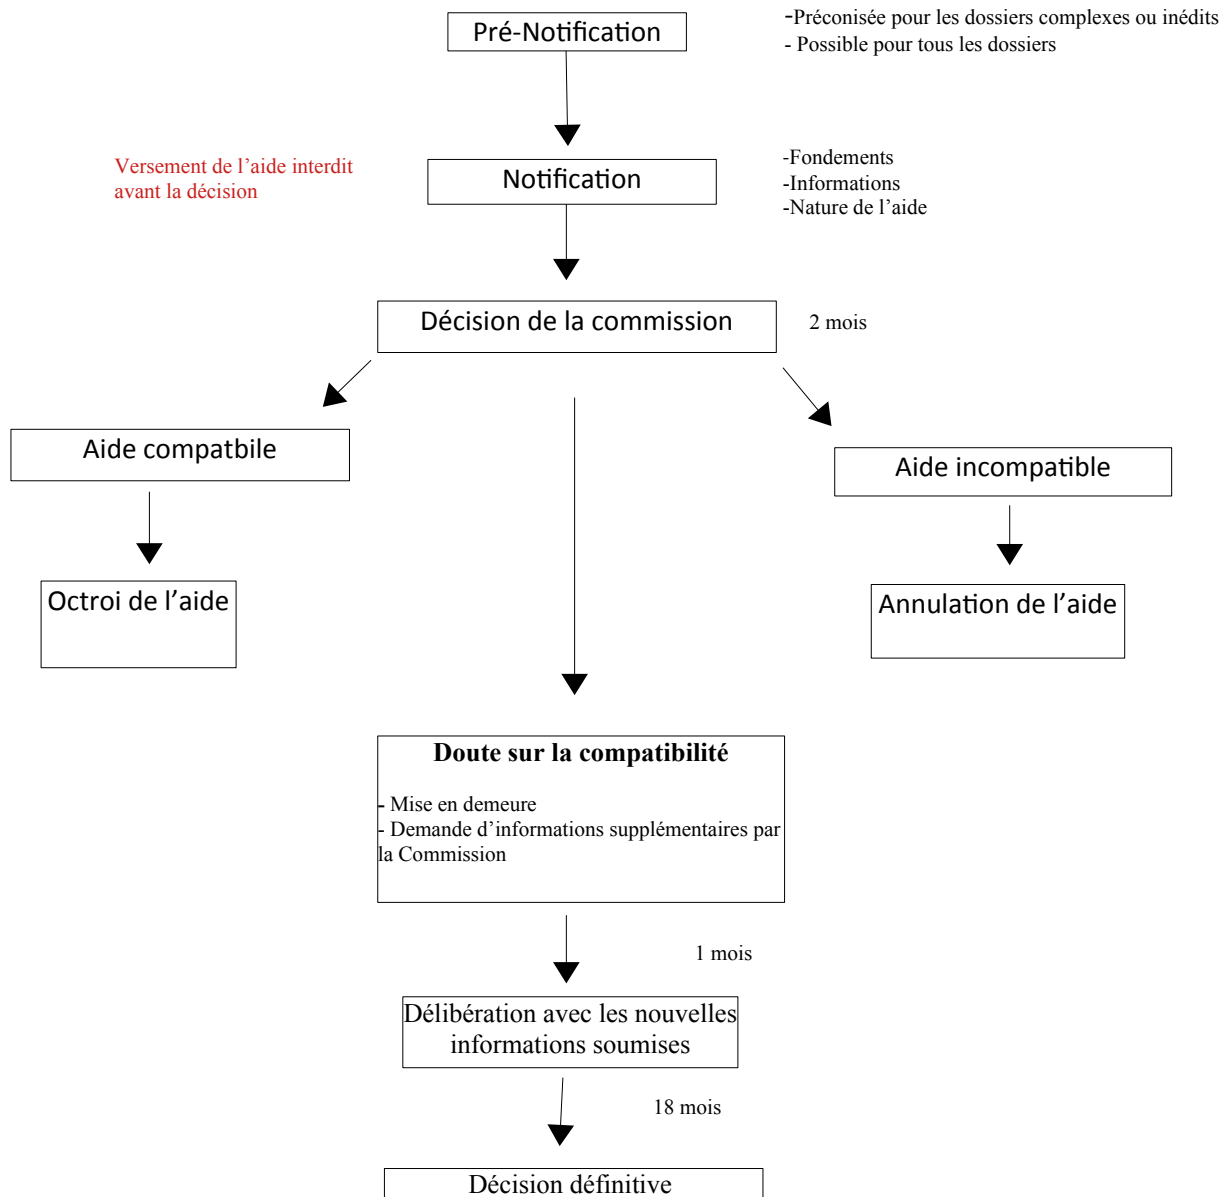 Pré-Notification
-Préconisée pour les dossiers complexes ou inédits
- Possible pour tous les dossiers
Versement de l’aide interdit
avant la décision
Notification
-Fondements
-Informations
-Nature de l’aide
Décision de la commission
2 mois
Aide compatbile
Aide incompatible
Octroi de l’aide
Annulation de l’aide
Doute sur la compatibilité
- Mise en demeure
- Demande d’informations supplémentaires par
la Commission
1 mois
Délibération avec les nouvelles
informations soumises
18 mois
Décision définitive